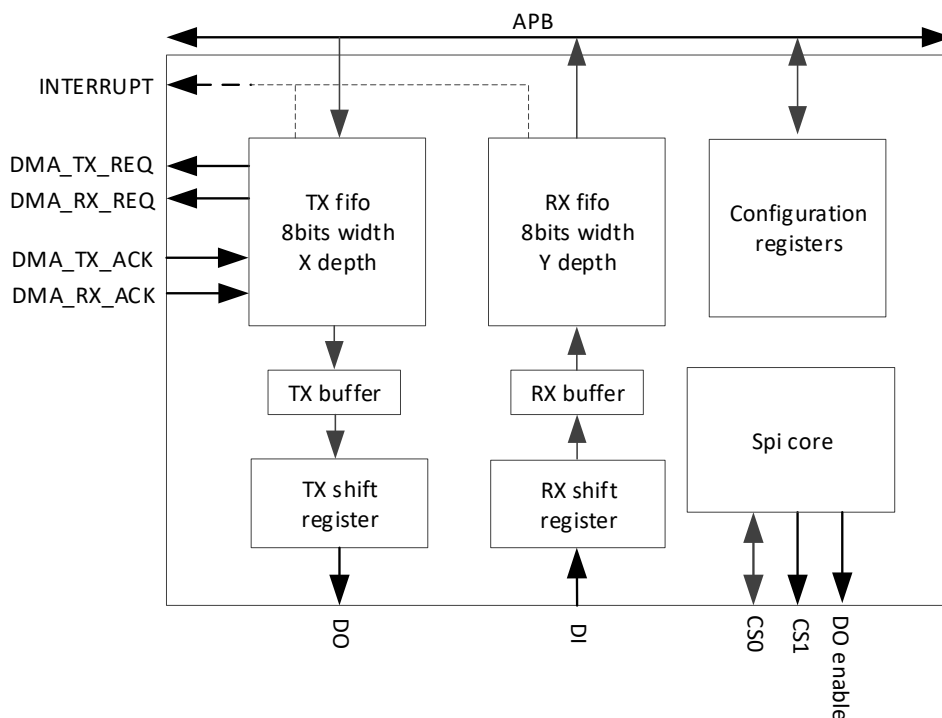 APB
INTERRUPT
DMA_TX_REQ
DMA_RX_REQ
DMA_TX_ACK
DMA_RX_ACK
TX fifo
8bits width
X depth
RX fifo
8bits width
Y depth
Configuration
registers
TX buffer
RX buffer
Spi core
TX shift
register
RX shift
register
DO
DI
CS0
CS1
DO enable